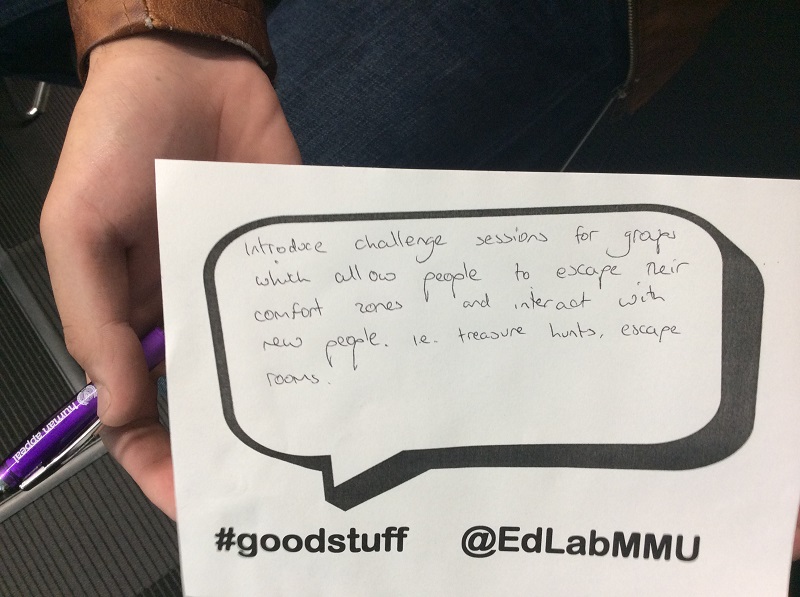 Introduce challenge sessions for groups
which allow people to escape their
comfort zones and interact with
new people. i.e. treasure hunts, escape
rooms.
#goodstuff @EdLabMMU
human appeal